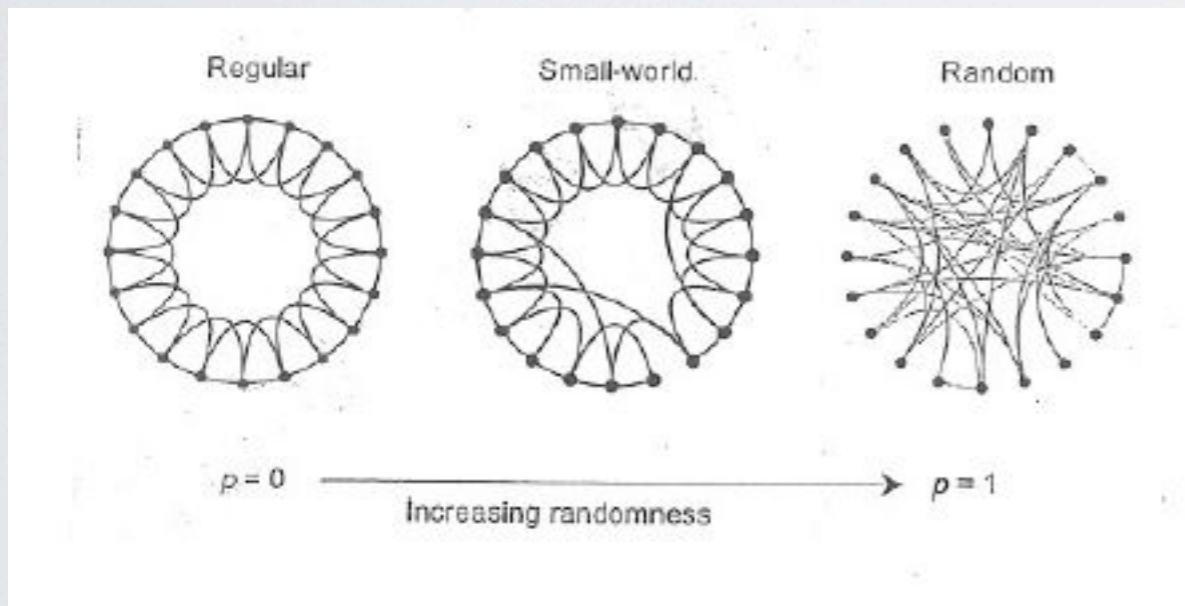 Regular
Small-world
Random
p = 0
p = 1
Increasing randomness